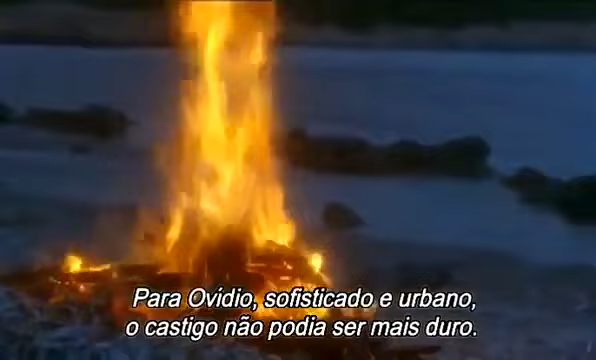 Para Ovídio, sofisticado e urbano,
o castigo não podia ser mais duro.